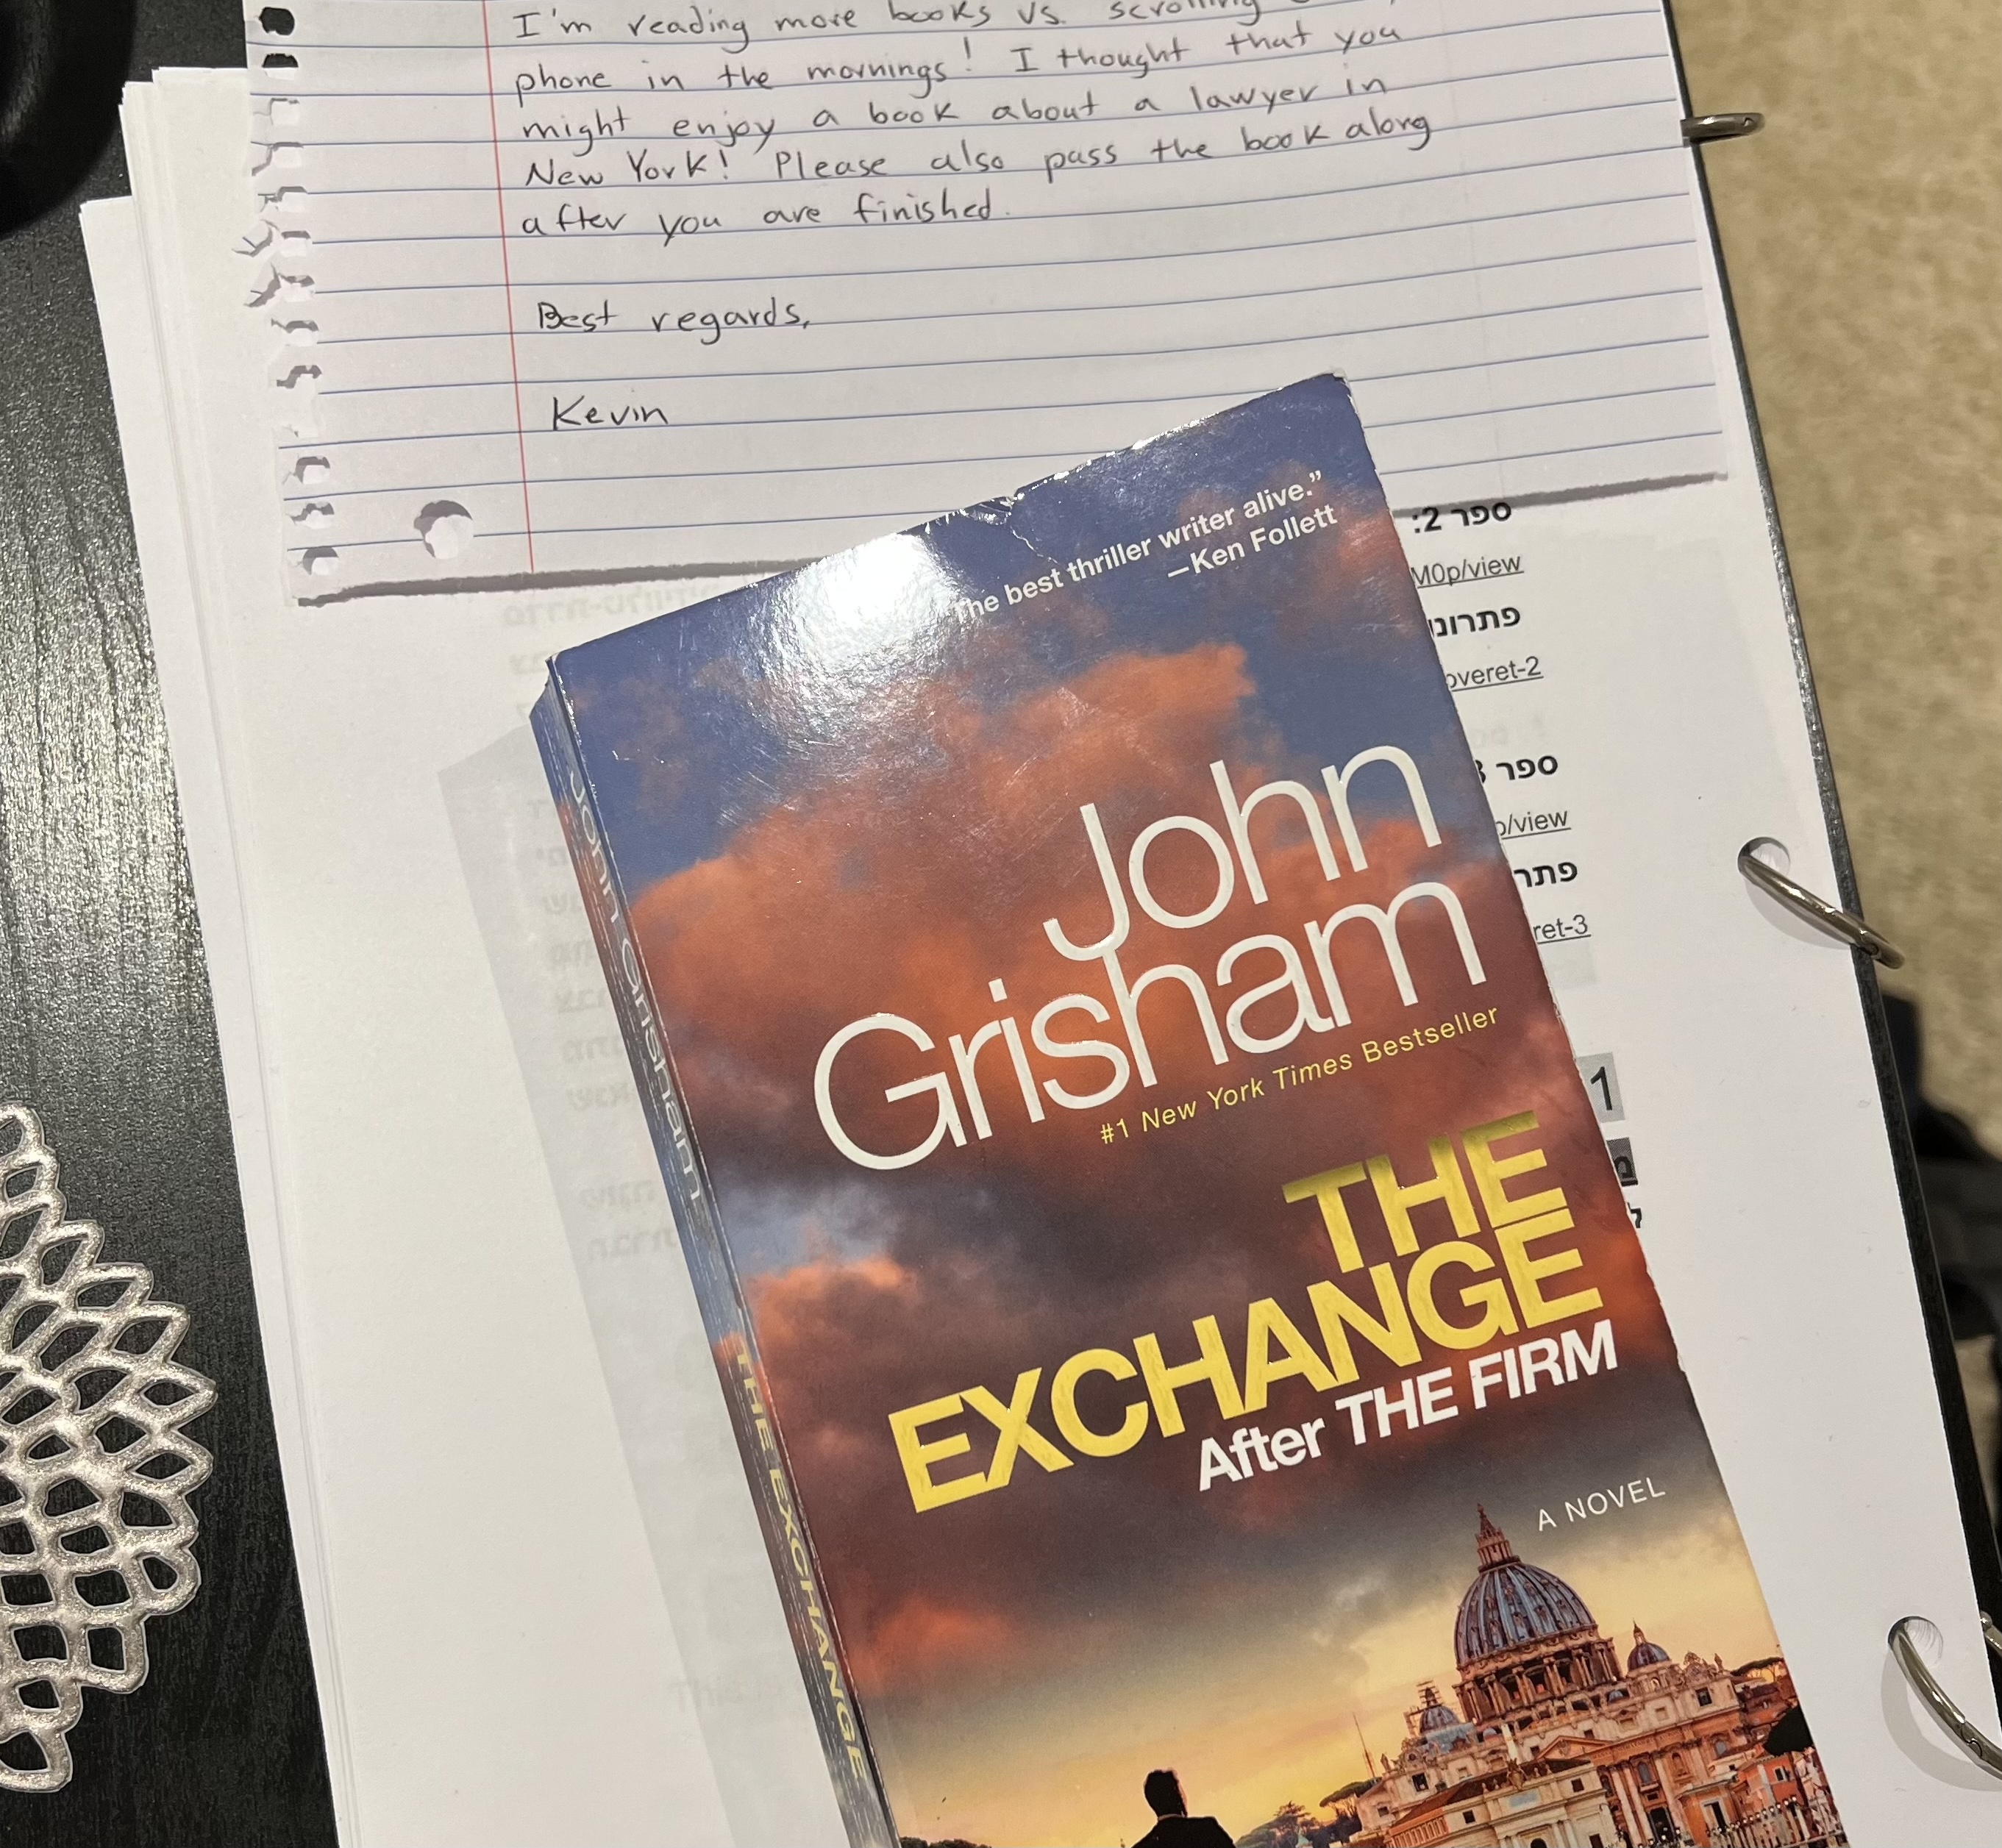 I'm reading more books vs. scrolling
phone in the mornings! I thought that you
might enjoy a book about a lawyer in
New York! Please also pass the book along
after you are finished.
Best regards,
Kevin
The best thriller writer alive.”
—Ken Follett
John
Grisham
#1 New York Times Bestseller
THE
EXCHANGE
After THE FIRM
A NOVEL
John Grisham
THE EXCHANGE
ספר 2:
M0p/view
פתרונ
overet-2
ספר
p/view
פתר
ret-3
1